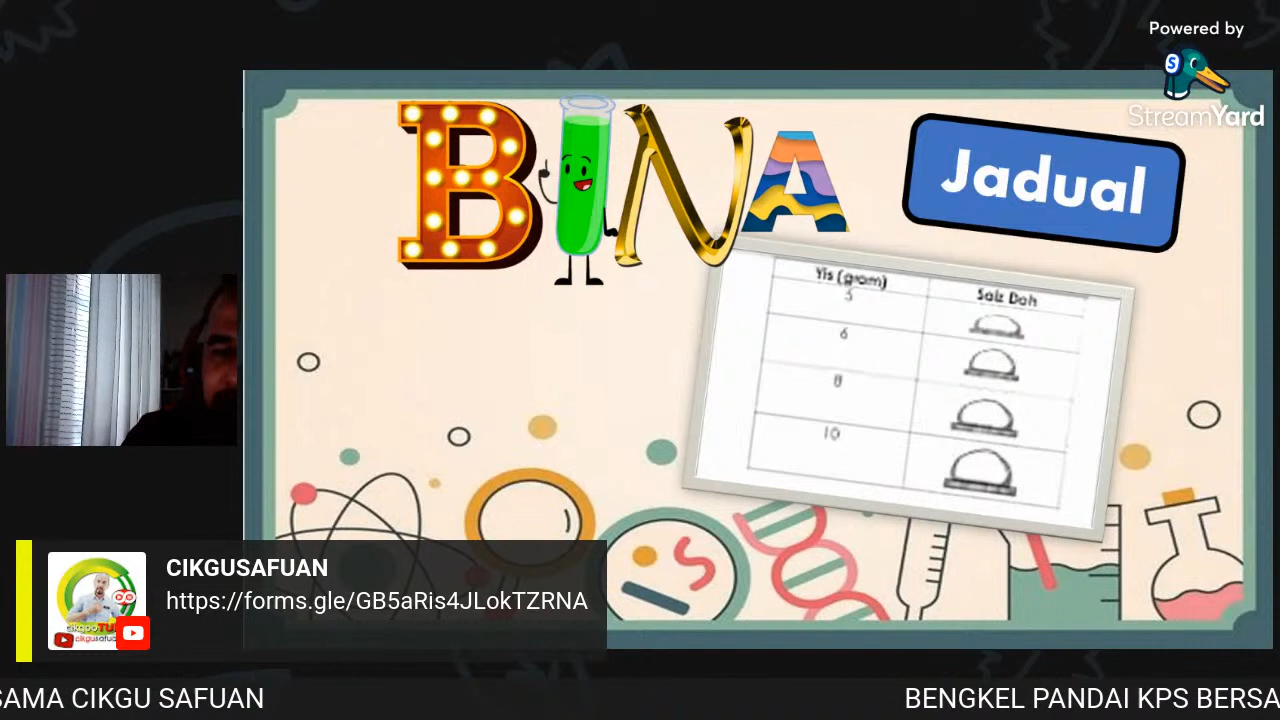 Powered by
StreamYard
BINA
Jadual
Yis (gram)
Saiz Doh
5
6
8
10
CIKGUSAFUAN
https://forms.gle/GB5aRis4JLokTZRNA
SAMA CIKGU SAFUAN
BENGKEL PANDAI KPS BERSA